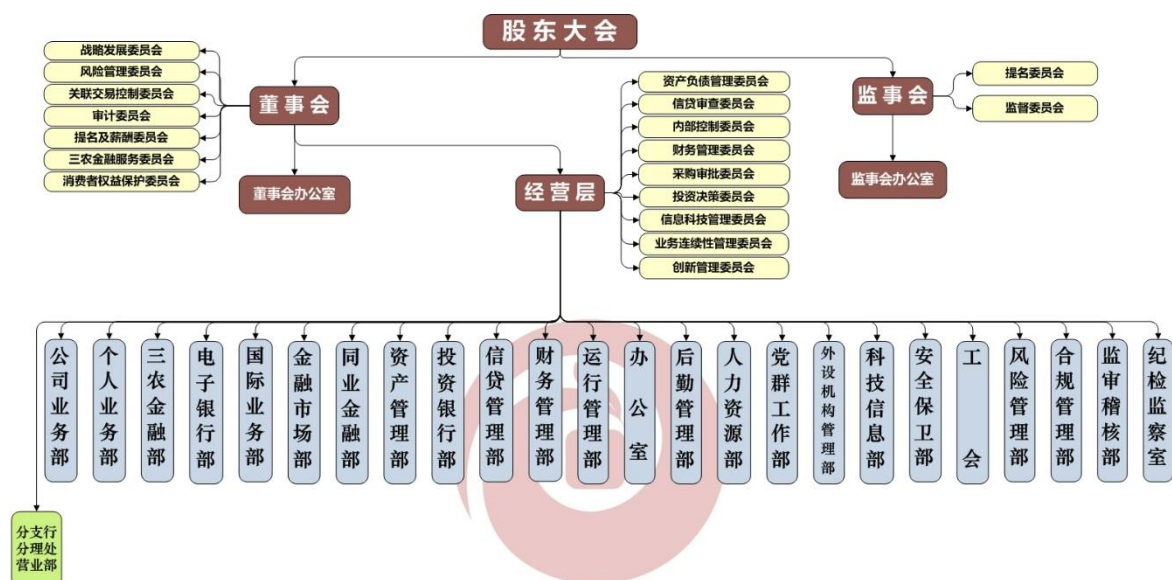 股东大会
战略发展委员会
风险管理委员会
关联交易控制委员会
审计委员会
提名及薪酬委员会
三农金融服务委员会
消费者权益保护委员会
董事会
董事会办公室
经营层
资产负债管理委员会
信贷审查委员会
内部控制委员会
财务管理委员会
采购审批委员会
投资决策委员会
信息科技管理委员会
业务连续性管理委员会
创新管理委员会
监事会
提名委员会
监督委员会
监事会办公室
公司业务部
个人业务部
三农金融部
电子银行部
国际业务部
金融市场部
同业金融部
资产管理部
投资银行部
信贷管理部
财务管理部
运行管理部
办公室
后勤管理部
人力资源部
党群工作部
外设机构管理部
科技信息部
安全保卫部
工会
风险管理部
合规管理部
监审稽核部
纪检监察室
分支行
分理处
营业部